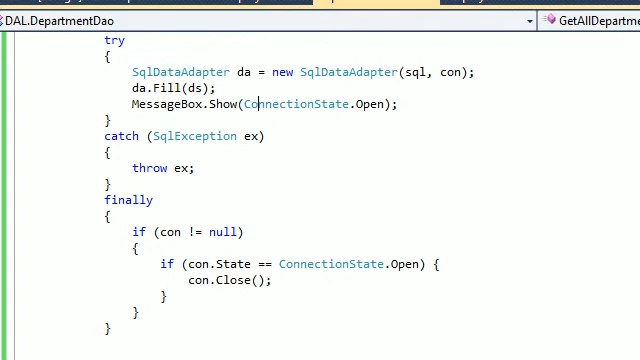 DAL.DepartmentDao
GetAllDepartme
try
{
SqlDataAdapter da = new SqlDataAdapter(sql, con);
da.Fill(ds);
MessageBox.Show(ConnectionState.Open);
}
catch (SqlException ex)
{
throw ex;
}
finally
{
if (con != null)
{
if (con.State == ConnectionState.Open) {
con.Close();
}
}
}